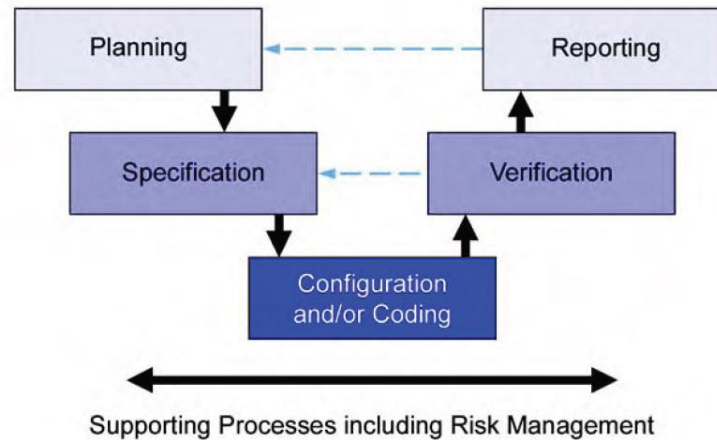 Planning
Reporting
Specification
Verification
Configuration
and/or Coding
Supporting Processes including Risk Management